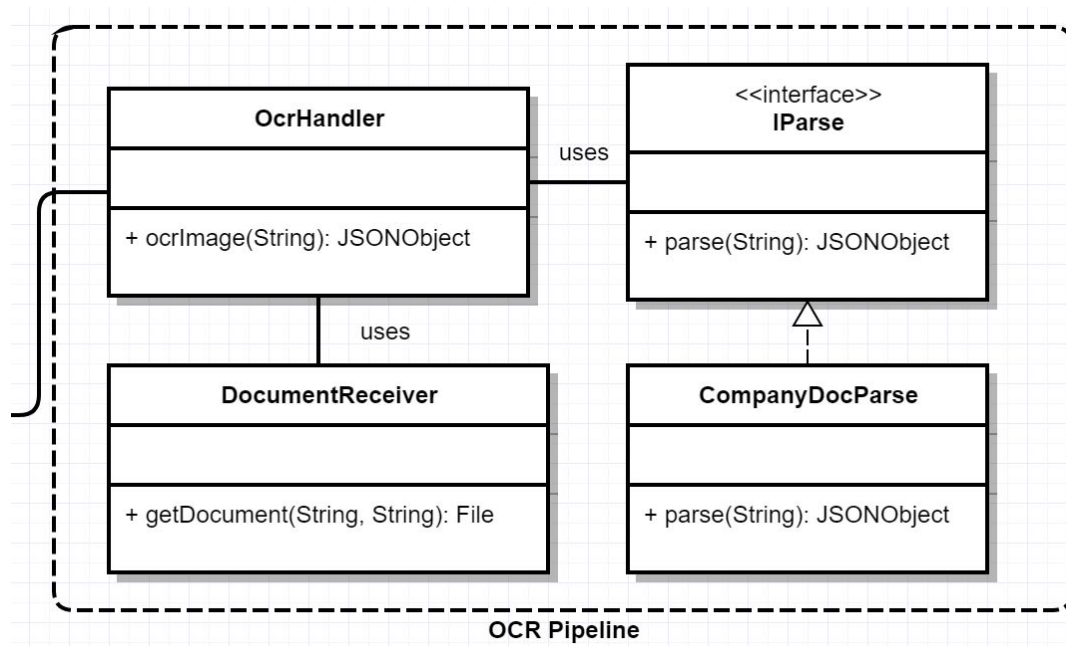 OcrHandler
+ ocrImage(String): JSONObject
uses
<<interface>>
IParse
+ parse(String): JSONObject
uses
DocumentReceiver
+ getDocument(String, String): File
CompanyDocParse
+ parse(String): JSONObject
OCR Pipeline